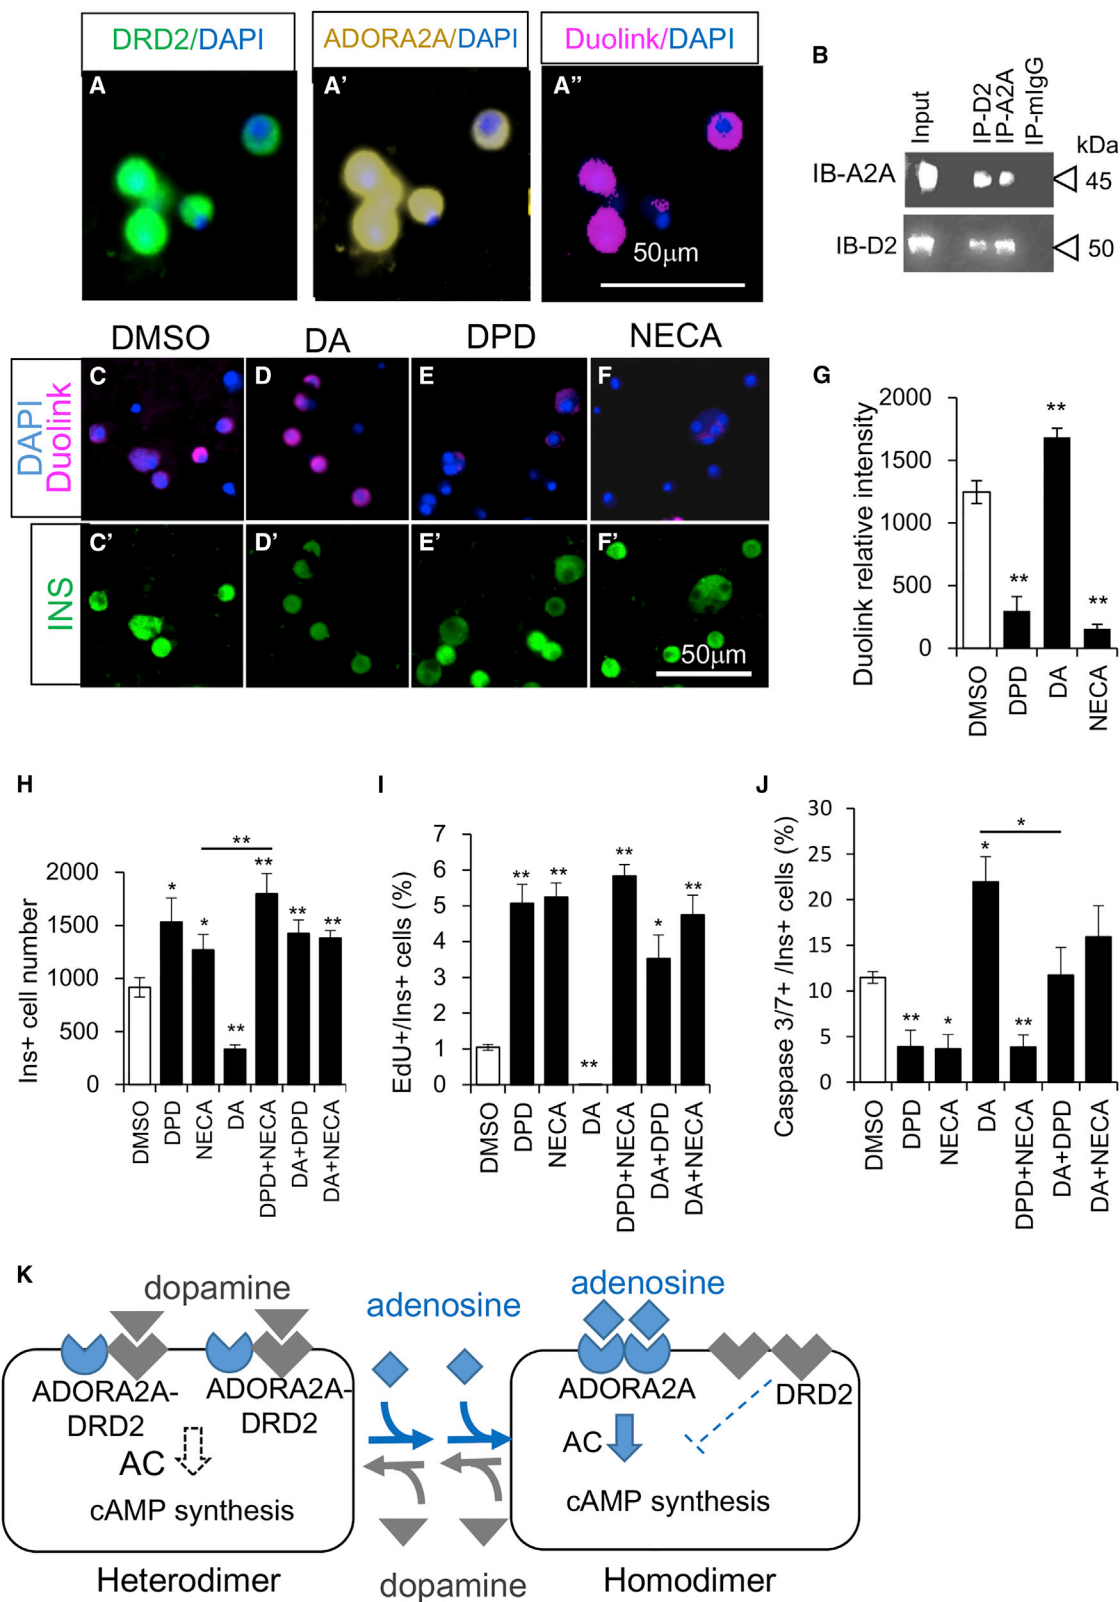 DRD2/DAPI
ADORA2A/DAPI
Duolink/DAPI
A
A'
A''
50µm
B
Input
IP-D2
IP-A2A
IP-mIgG
kDa
IB-A2A
45
IB-D2
50
DMSO
DA
DPD
NECA
DAPI
Duolink
C
D
E
F
INS
C'
D'
E'
F'
50µm
G
Duolink relative intensity
2000
1500
1000
500
0
**
**
**
DMSO
DPD
DA
NECA
H
Ins+ cell number
2000
1500
1000
500
0
*
*
**
**
**
**
**
DMSO
DPD
NECA
DA
DPD+NECA
DA+DPD
DA+NECA
I
EdU+/Ins+ cells (%)
7
6
5
4
3
2
1
0
**
**
**
**
*
**
DMSO
DPD
NECA
DA
DPD+NECA
DA+DPD
DA+NECA
J
Caspase 3/7+ /Ins+ cells (%)
30
25
20
15
10
5
0
**
*
*
*
**
DMSO
DPD
NECA
DA
DPD+NECA
DA+DPD
DA+NECA
K
dopamine
adenosine
adenosine
ADORA2A-
DRD2
ADORA2A-
DRD2
AC
cAMP synthesis
Heterodimer
dopamine
ADORA2A
DRD2
AC
cAMP synthesis
Homodimer